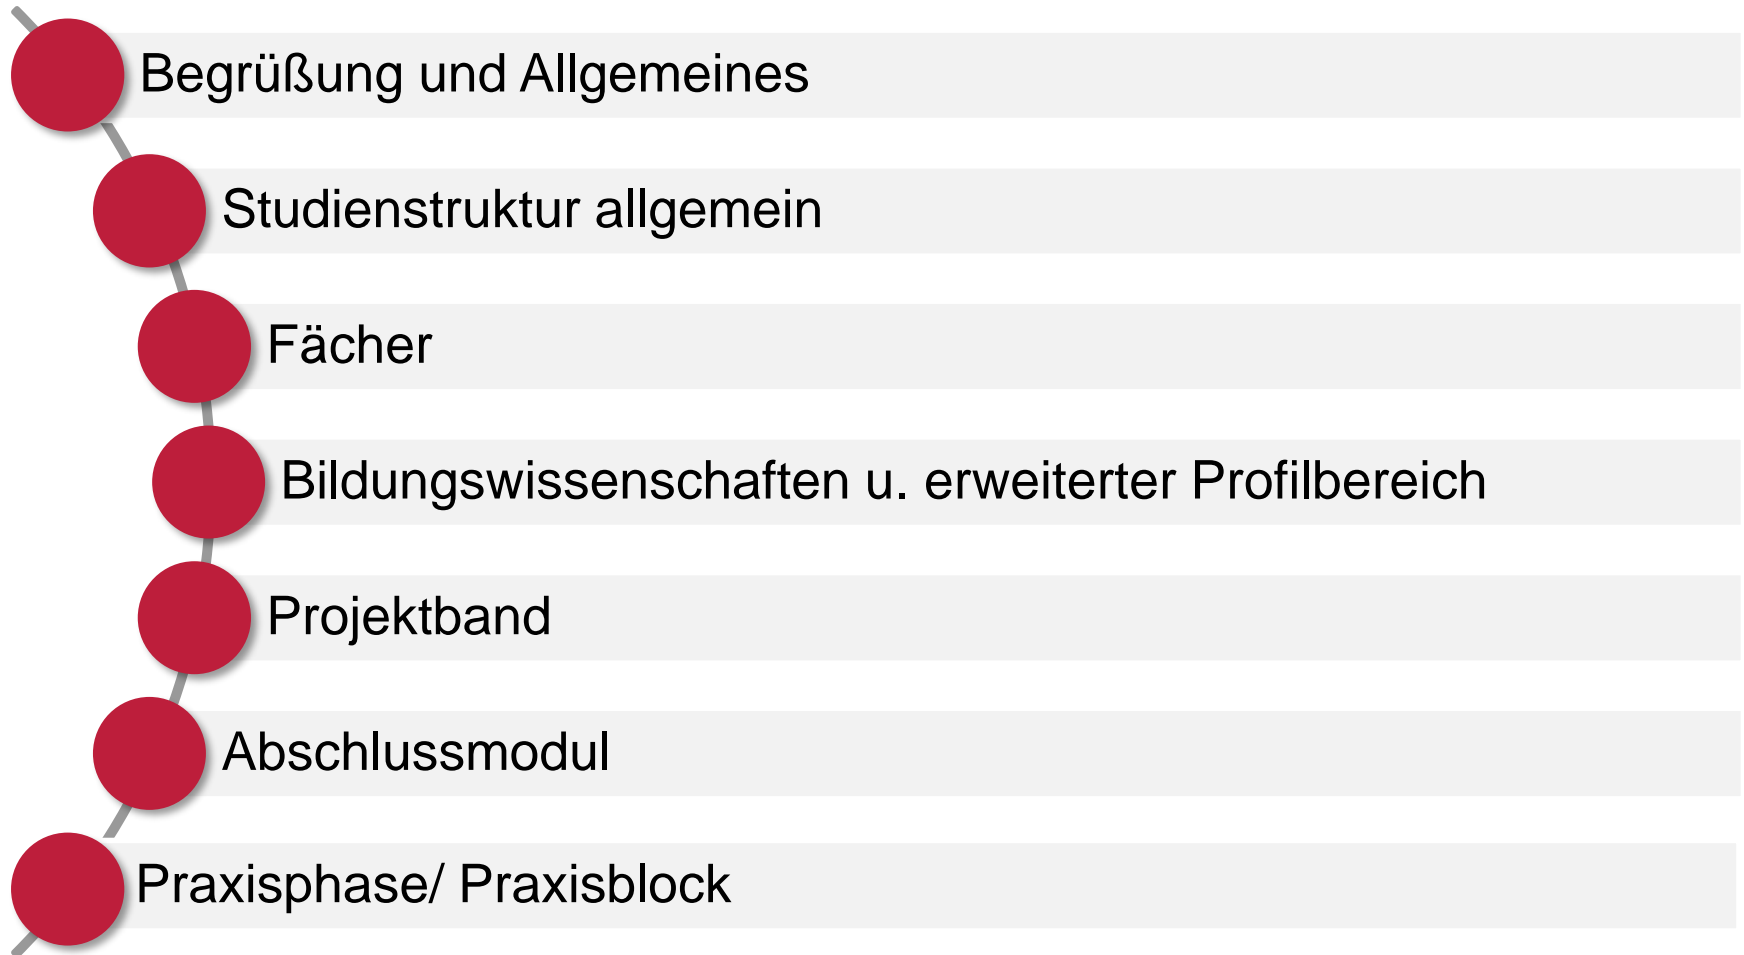 Begrüßung und Allgemeines
Studienstruktur allgemein
Fächer
Bildungswissenschaften u. erweiterter Profilbereich
Projektband
Abschlussmodul
Praxisphase/ Praxisblock